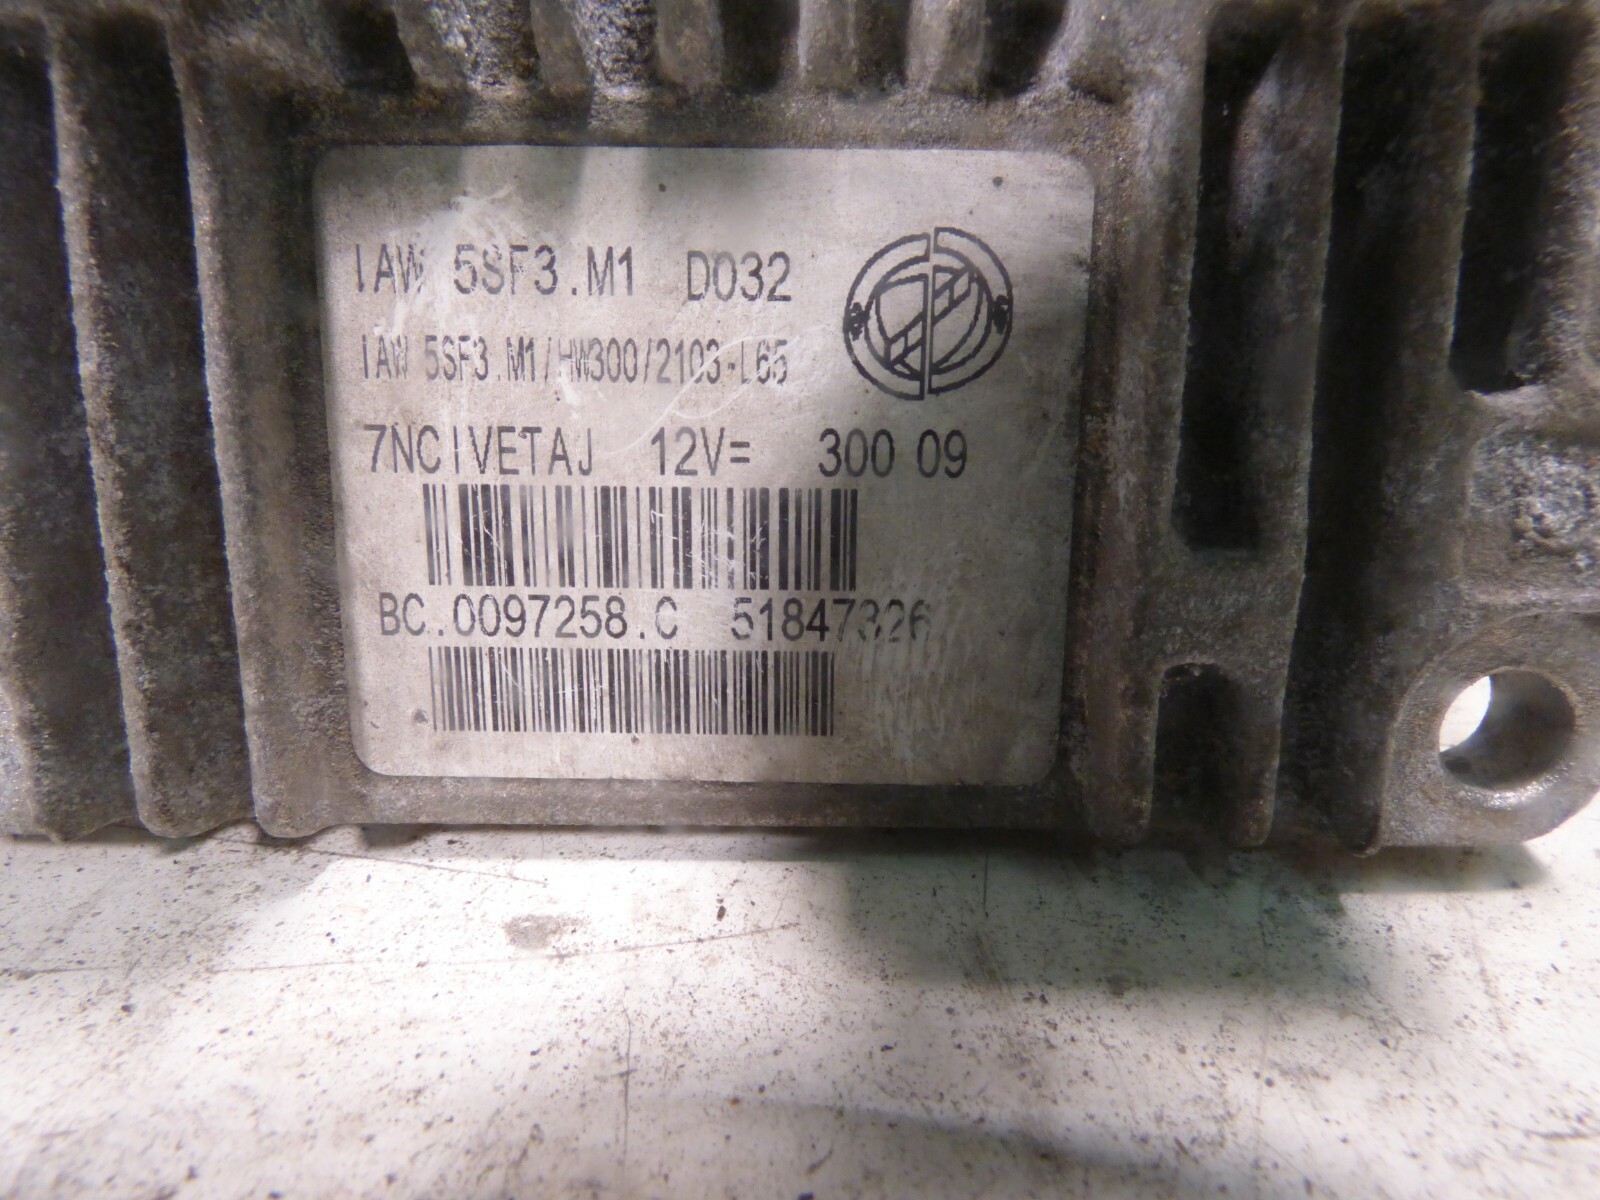 IAW 5SF3.M1 D032
IAW 5SF3.M1/HW300/2103-L65
7NCIVETAJ 12V= 300 09
BC.0097258.C 51847326